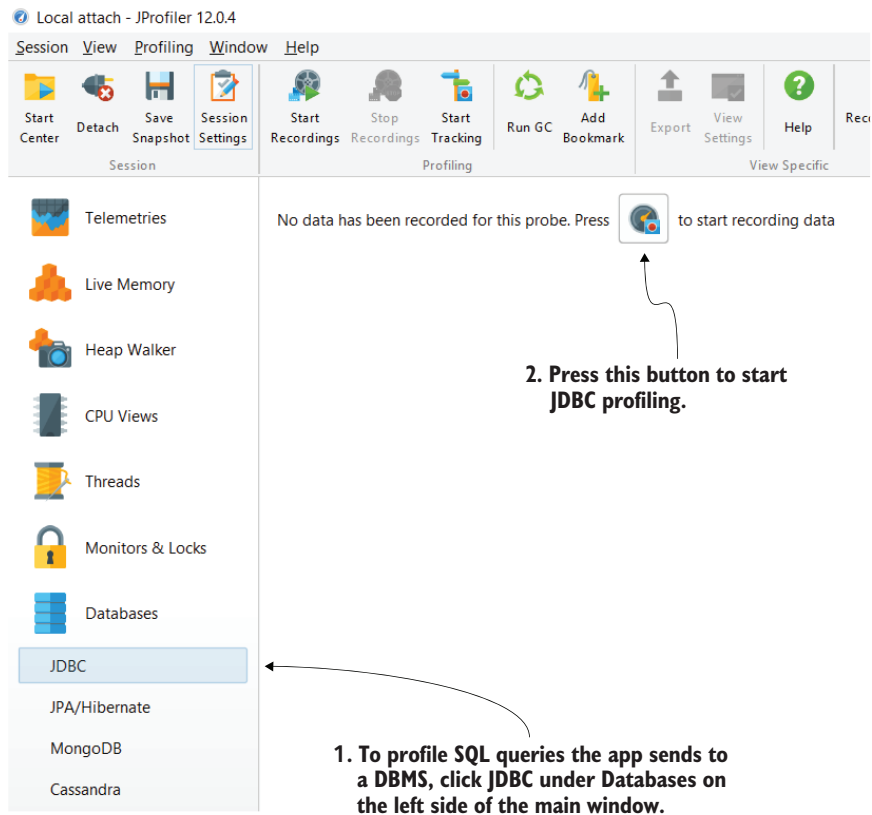 Local attach - JProfiler 12.0.4
Session View Profiling Window Help
Start Center
Detach
Save Snapshot
Session Settings
Start Recordings
Stop Recordings
Start Tracking
Run GC
Add Bookmark
Export
View Settings
Help
Session
Profiling
View Specific
Telemetries
Live Memory
Heap Walker
CPU Views
Threads
Monitors & Locks
Databases
JDBC
JPA/Hibernate
MongoDB
Cassandra
No data has been recorded for this probe. Press to start recording data
2. Press this button to start
JDBC profiling.
1. To profile SQL queries the app sends to
a DBMS, click JDBC under Databases on
the left side of the main window.